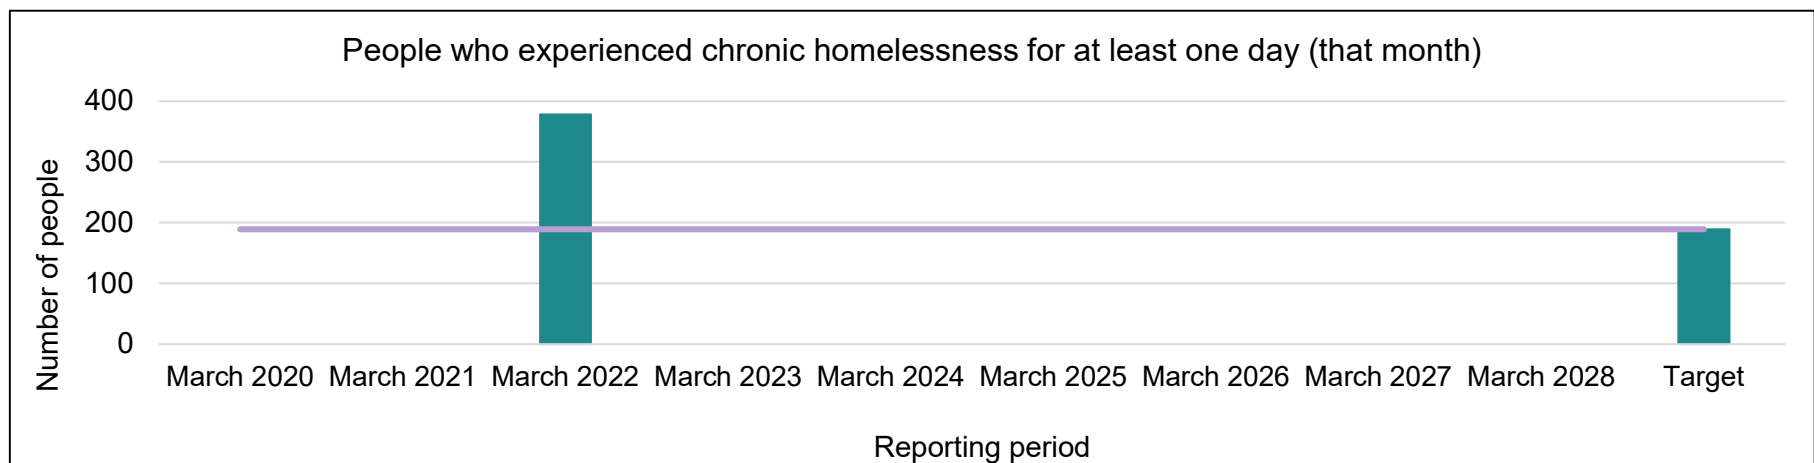 People who experienced chronic homelessness for at least one day (that month)
Number of people
400
300
200
100
0
March 2020 March 2021 March 2022 March 2023 March 2024 March 2025 March 2026 March 2027 March 2028 Target
Reporting period